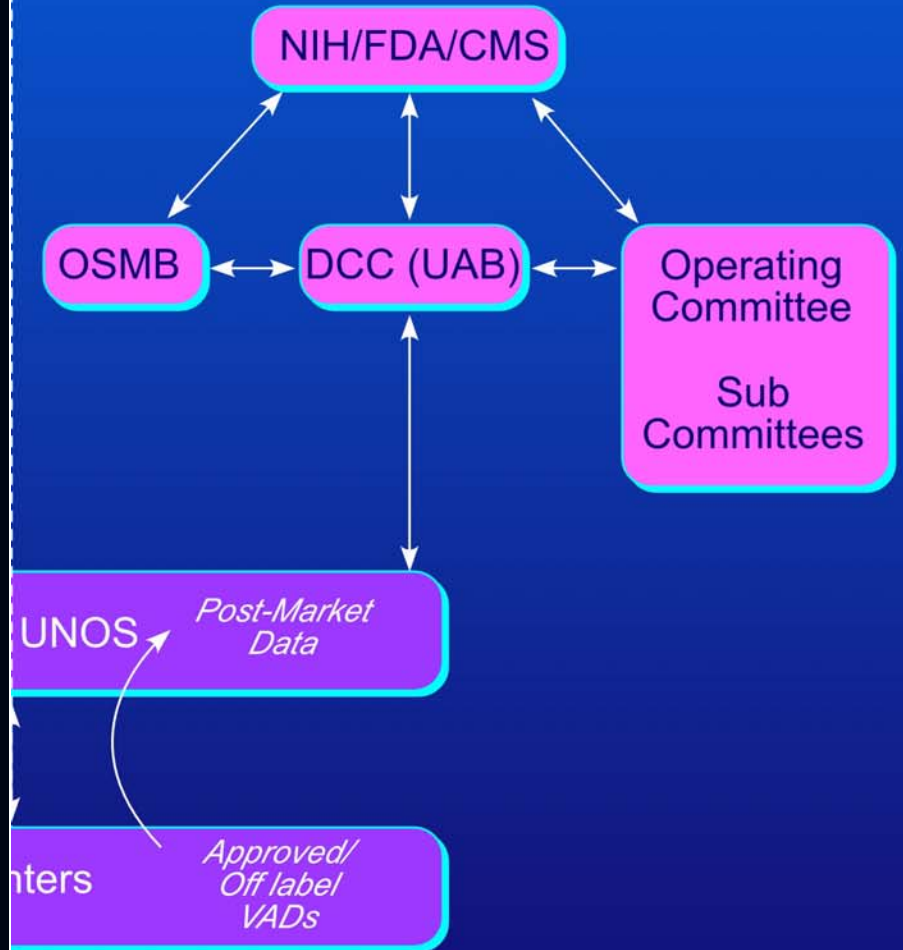 NIH/FDA/CMS
OSMB
DCC (UAB)
Operating
Committee
Sub
Committees
UNOS
Post-Market
Data
nters
Approved/
Off label
VADs